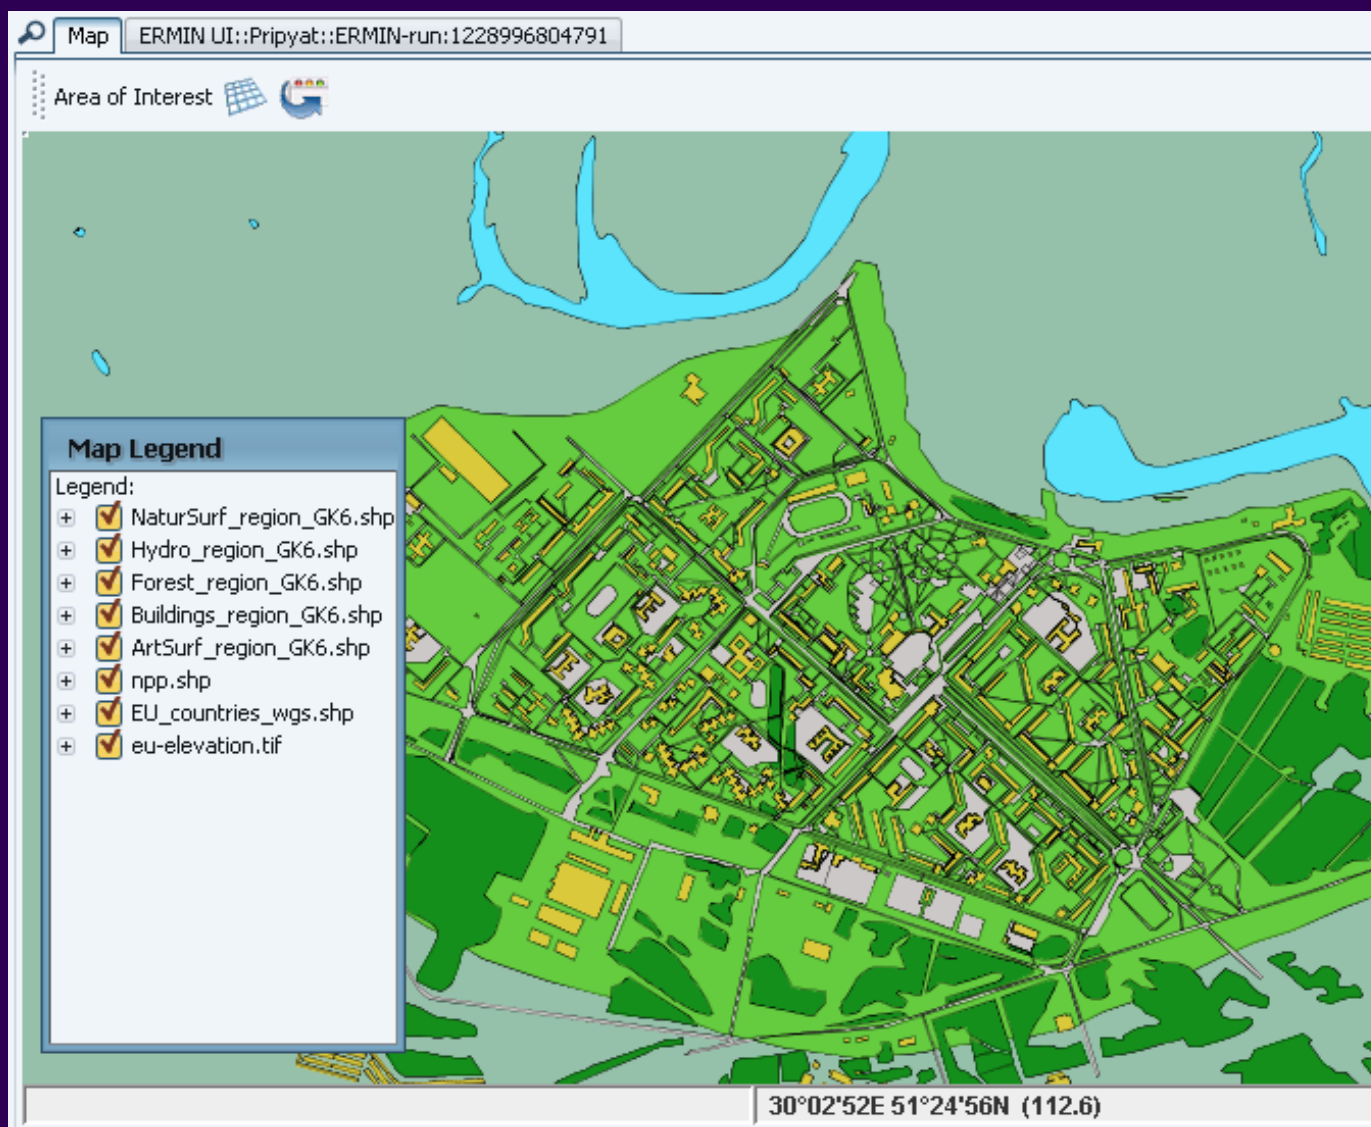 Map
ERMIN UI::Pripyat::ERMIN-run:1228996804791
Area of Interest
Map Legend
Legend:
NaturSurf_region_GK6.shp
Hydro_region_GK6.shp
Forest_region_GK6.shp
Buildings_region_GK6.shp
ArtSurf_region_GK6.shp
npp.shp
EU_countries_wgs.shp
eu-elevation.tif
30°02'52E 51°24'56N (112.6)